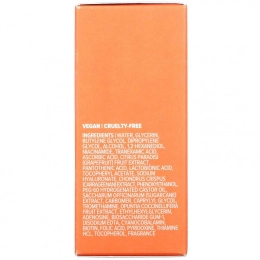 VEGAN | CRUELTY-FREE
INGREDIENTS | WATER, GLYCERIN,
BUTYLENE GLYCOL, DIPROPYLENE
GLYCOL, ALCOHOL, 1,2-HEXANEDIOL,
NIACINAMIDE, TRANEXAMIC ACID,
ASCORBIC ACID, CITRUS PARADISI
(GRAPEFRUIT) FRUIT EXTRACT,
PANTOTHENIC ACID, LACTOBIONIC ACID,
TOCOPHERYL ACETATE, SODIUM
HYALURONATE, CHONDRUS CRISPUS
(CARRAGEENAN) EXTRACT, PHENOXYETHANOL,
PEG-60 HYDROGENATED CASTOR OIL,
SACCHARUM OFFICINARUM (SUGARCANE)
EXTRACT, CARBOMER, CAPRYLYL GLYCOL,
TROMETHAMINE, OPUNTIA COCCINELLIFERA
FRUIT EXTRACT, ETHYLHEXYLGLYCERIN,
ADENOSINE, BIOSACCHARIDE GUM-1,
DISODIUM EDTA, CYANOCOBALAMIN,
BIOTIN, FOLIC ACID, PYRIDOXINE, THIAMINE
HCL, TOCOPHEROL, FRAGRANCE